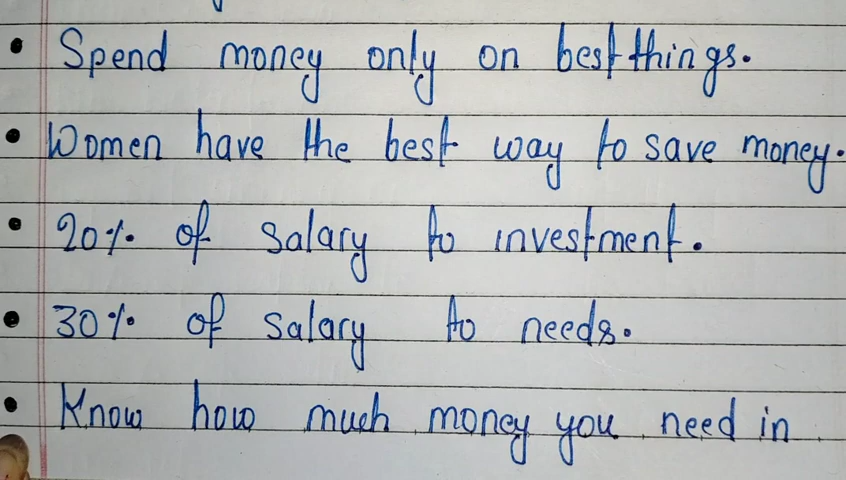 • Spend money only on best things.
• Women have the best way to save money.
• 20% of salary to investment.
• 30% of salary to needs.
• Know how much money you need in